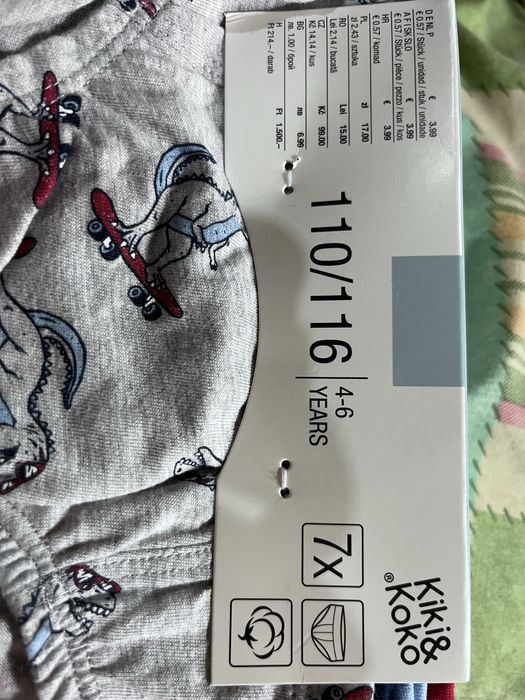 D E NL P € 3.99
€ 0.57 / Stück / unidad / stuk / unidade
A F I SK SLO € 3.99
€ 0.57 / Stück / pièce / pezzo / kus / kos
HR € 3.99
€ 0.57 / komad
PL zł 17.00
zł 2.43 / sztuka
RO Lei 15.00
Lei 2.14 / bucată
CZ Kč 99.00
Kč 14.14 / kus
BG лв 6.99
лв. 1.00 / брой
H Ft 1.500.-
Ft 214.- / darab
110/116
4-6
YEARS
7x
Kiki&
Koko®